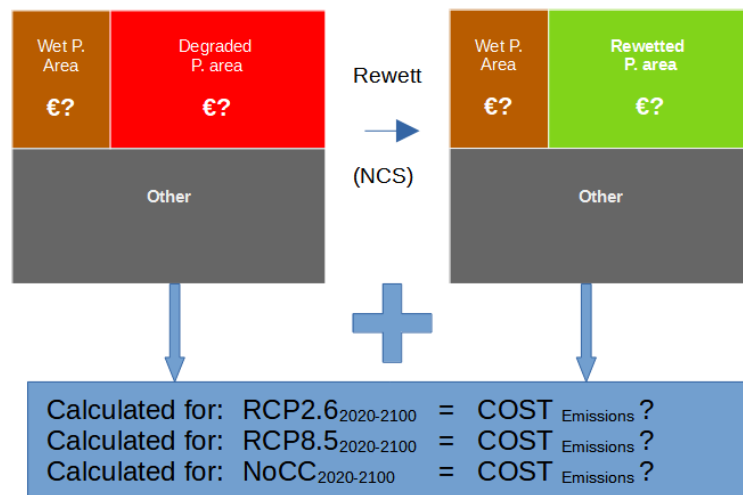 Wet P.
Area
€?
Degraded
P. area
€?
Other
Rewett
(NCS)
Wet P.
Area
€?
Rewetted
P. area
€?
Other
Calculated for: RCP2.6 2020-2100 = COST Emissions ?
Calculated for: RCP8.5 2020-2100 = COST Emissions ?
Calculated for: NoCC 2020-2100 = COST Emissions ?